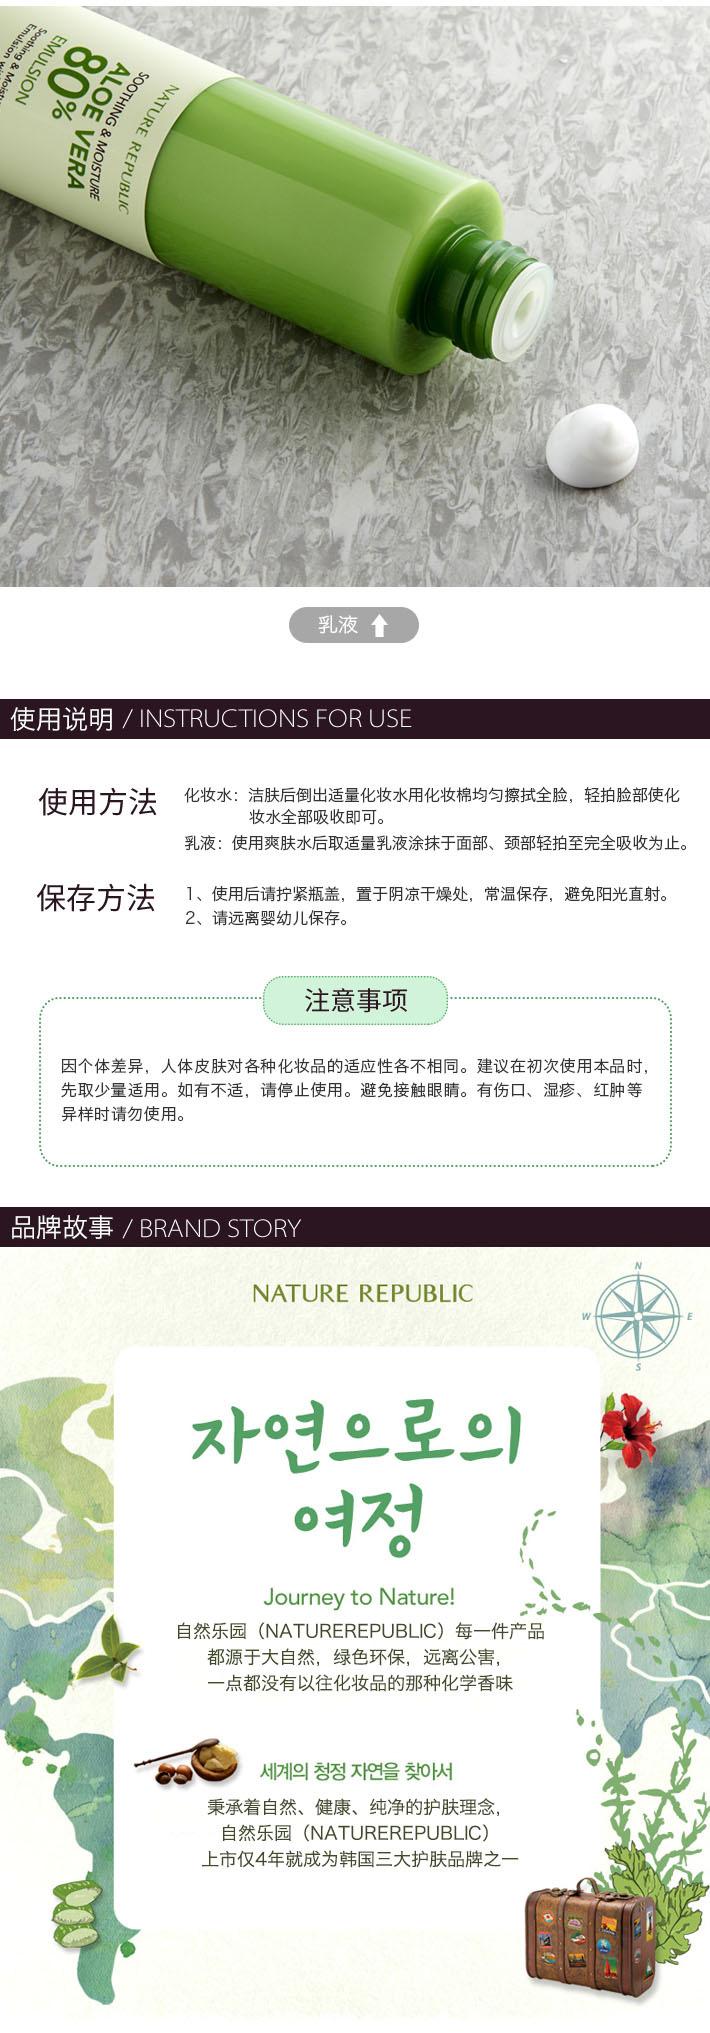 NATURE REPUBLIC
SOOTHING & MOISTURE
ALOE VERA
80%
EMULSION
Soothing & Moist
Emulsion wi
乳液
使用说明 / INSTRUCTIONS FOR USE
使用方法
化妆水：洁肤后倒出适量化妆水用化妆棉均匀擦拭全脸，轻拍脸部使化
妆水全部吸收即可。
乳液：使用爽肤水后取适量乳液涂抹于面部、颈部轻拍至完全吸收为止。
保存方法
1、使用后请拧紧瓶盖，置于阴凉干燥处，常温保存，避免阳光直射。
2、请远离婴幼儿保存。
注意事项
因个体差异，人体皮肤对各种化妆品的适应性各不相同。建议在初次使用本品时，
先取少量适用。如有不适，请停止使用。避免接触眼睛。有伤口、湿疹、红肿等
异样时请勿使用。
品牌故事 / BRAND STORY
NATURE REPUBLIC
N
W
E
S
자연으로의
여정
Journey to Nature!
自然乐园（NATUREREPUBLIC）每一件产品
都源于大自然，绿色环保，远离公害，
一点都没有以往化妆品的那种化学香味
세계의 청정 자연을 찾아서
秉承着自然、健康、纯净的护肤理念，
自然乐园（NATUREREPUBLIC）
上市仅4年就成为韩国三大护肤品牌之一